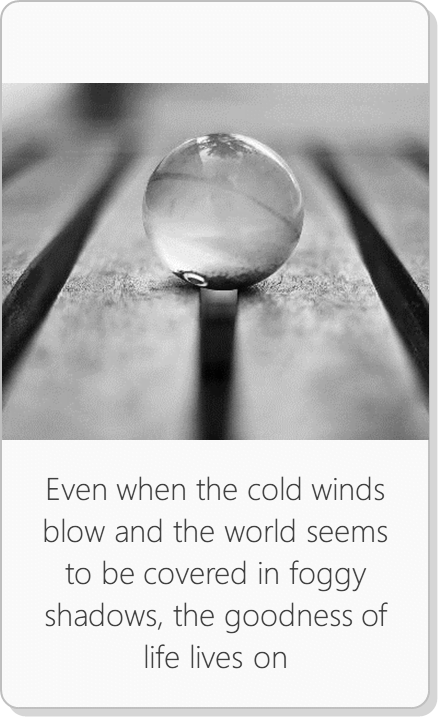 Even when the cold winds
blow and the world seems
to be covered in foggy
shadows, the goodness of
life lives on